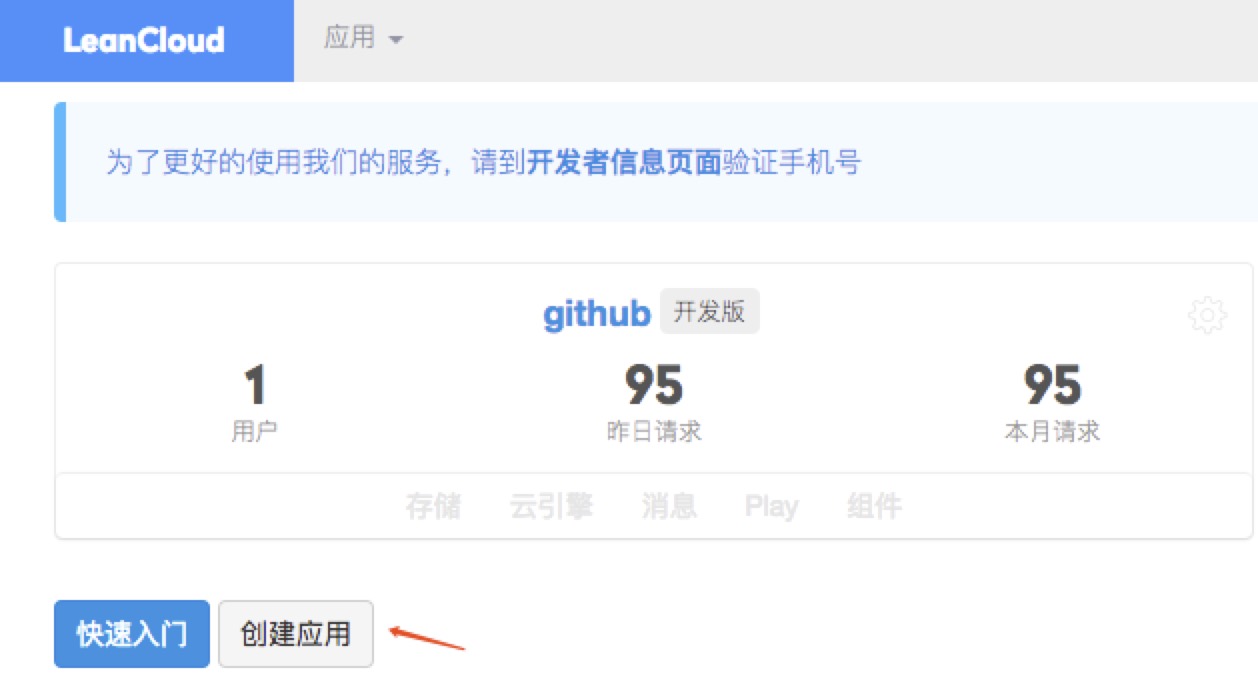 LeanCloud 应用
为了更好的使用我们的服务，请到开发者信息页面验证手机号
github 开发版
1 95 95
用户 昨日请求 本月请求
存储 云引擎 消息 Play 组件
快速入门 创建应用